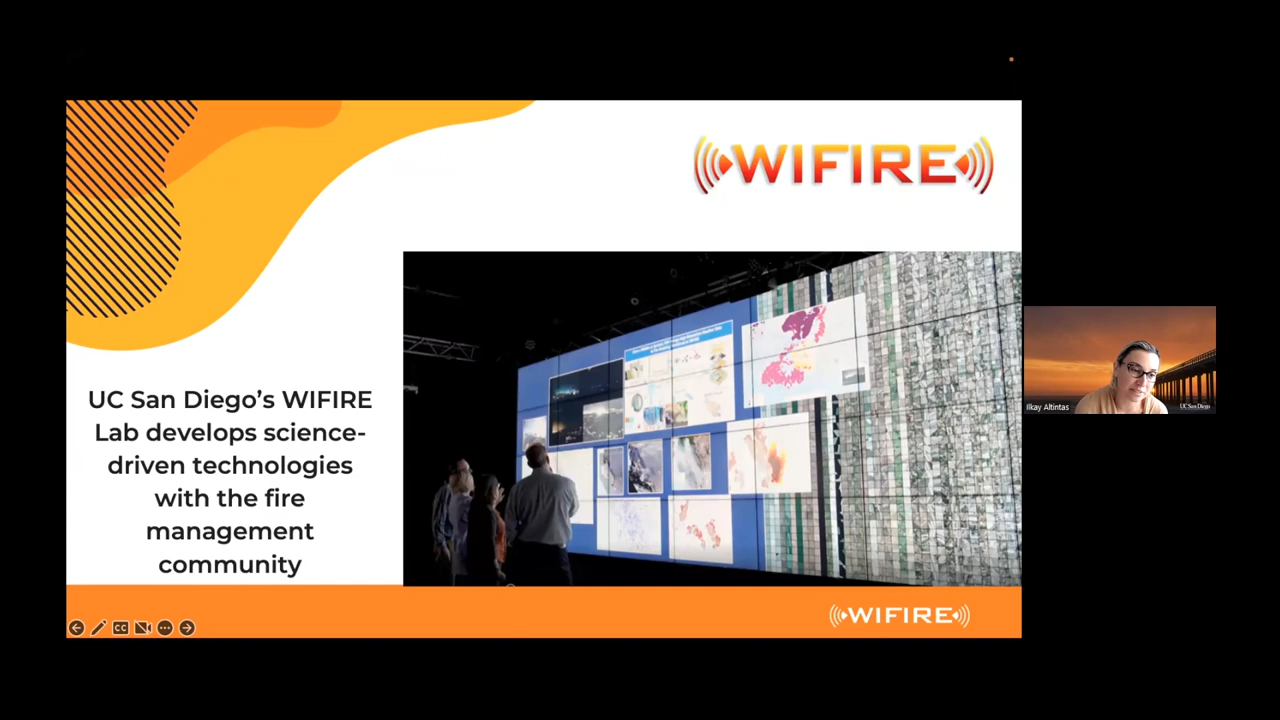 WIFIRE
UC San Diego’s WIFIRE
Lab develops science-
driven technologies
with the fire
management
community
WIFIRE
CC
Ilkay Altintas
UC San Diego